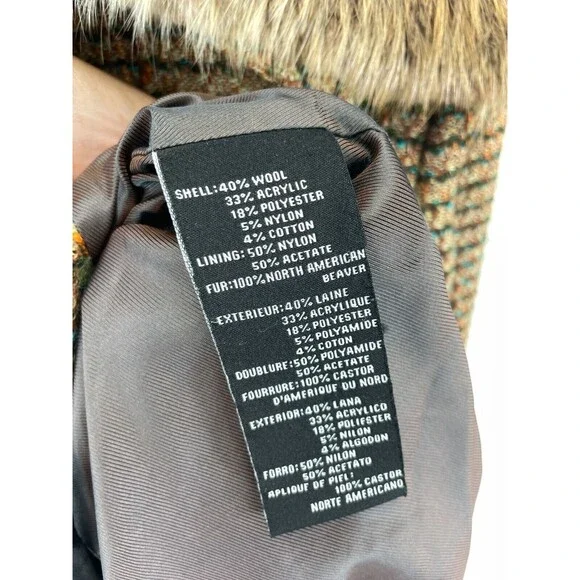 SHELL:40% WOOL
33% ACRYLIC
18% POLYESTER
5% NYLON
4% COTTON
LINING:50% NYLON
50% ACETATE
FUR:100%NORTH AMERICAN
BEAVER
EXTERIEUR:40% LAINE
33% ACRYLIQUE
18% POLYESTER
5% POLYAMIDE
4% COTON
DOUBLURE:50% POLYAMIDE
50% ACETATE
FOURRURE:100% CASTOR
D'AMERIQUE DU NORD
EXTERIOR:40% LANA
33% ACRYLICO
18% POLIESTER
5% NILON
4% ALGODON
FORRO:50% NILON
50% ACETATO
APLIQUE DE PIEL:
100% CASTOR
NORTE AMERICANO